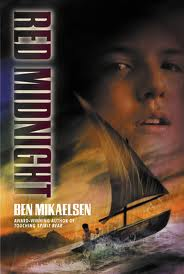 RED MIDNIGHT
BEN MIKAELSEN
AWARD-WINNING AUTHOR OF
TOUCHING SPIRIT BEAR